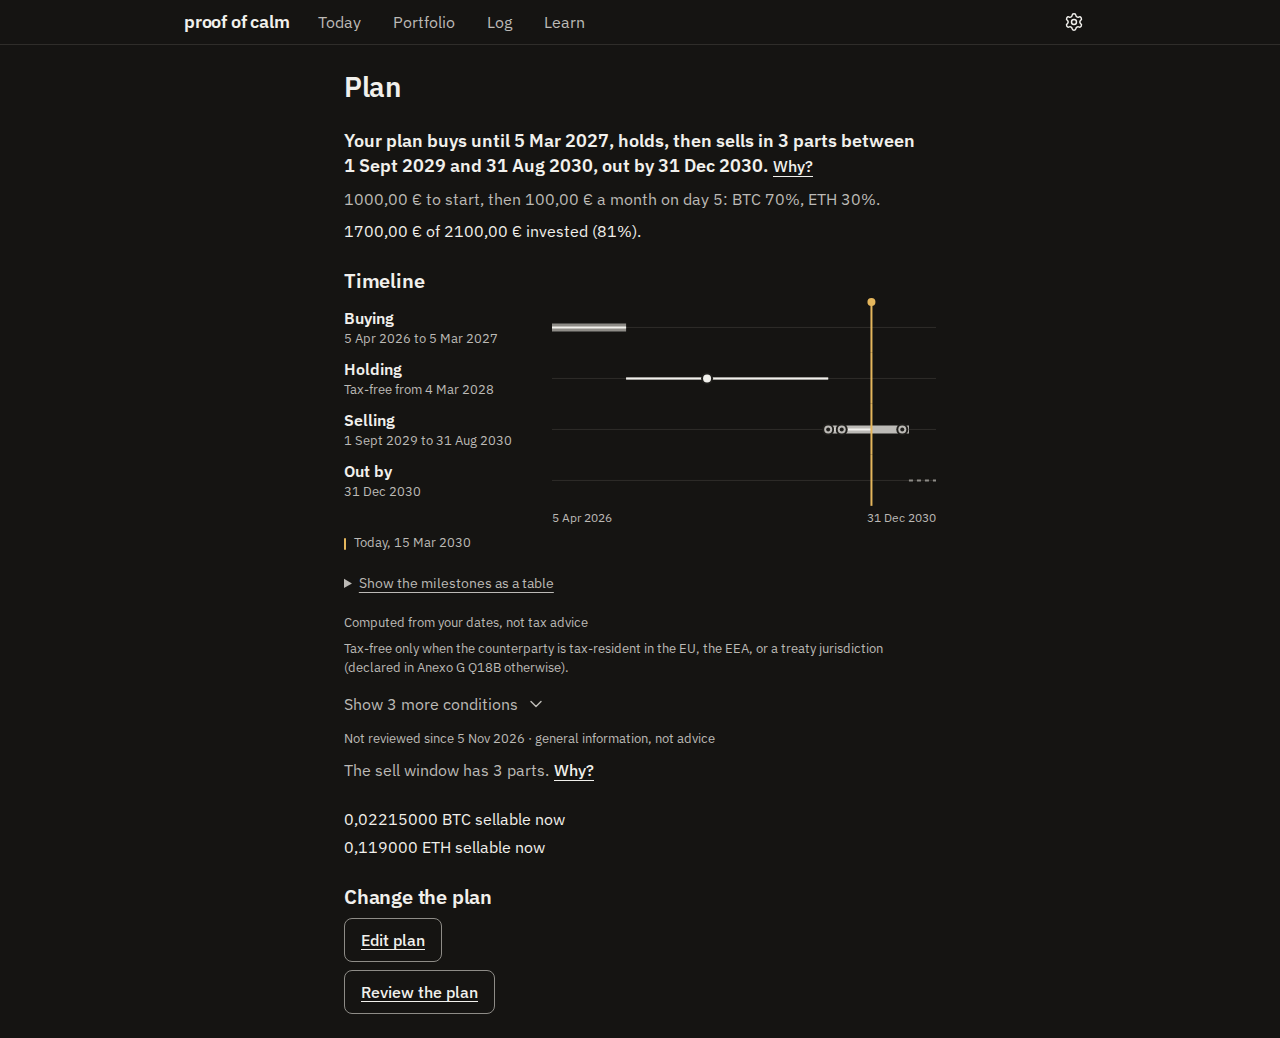 proof of calm Today Portfolio Log Learn
Plan
Your plan buys until 5 Mar 2027, holds, then sells in 3 parts between
1 Sept 2029 and 31 Aug 2030, out by 31 Dec 2030. Why?
1000,00 € to start, then 100,00 € a month on day 5: BTC 70%, ETH 30%.
1700,00 € of 2100,00 € invested (81%).
Timeline
Buying
5 Apr 2026 to 5 Mar 2027
Holding
Tax-free from 4 Mar 2028
Selling
1 Sept 2029 to 31 Aug 2030
Out by
31 Dec 2030
5 Apr 2026 31 Dec 2030
Today, 15 Mar 2030
Show the milestones as a table
Computed from your dates, not tax advice
Tax-free only when the counterparty is tax-resident in the EU, the EEA, or a treaty jurisdiction
(declared in Anexo G Q18B otherwise).
Show 3 more conditions
Not reviewed since 5 Nov 2026 · general information, not advice
The sell window has 3 parts. Why?
0,02215000 BTC sellable now
0,119000 ETH sellable now
Change the plan
Edit plan
Review the plan